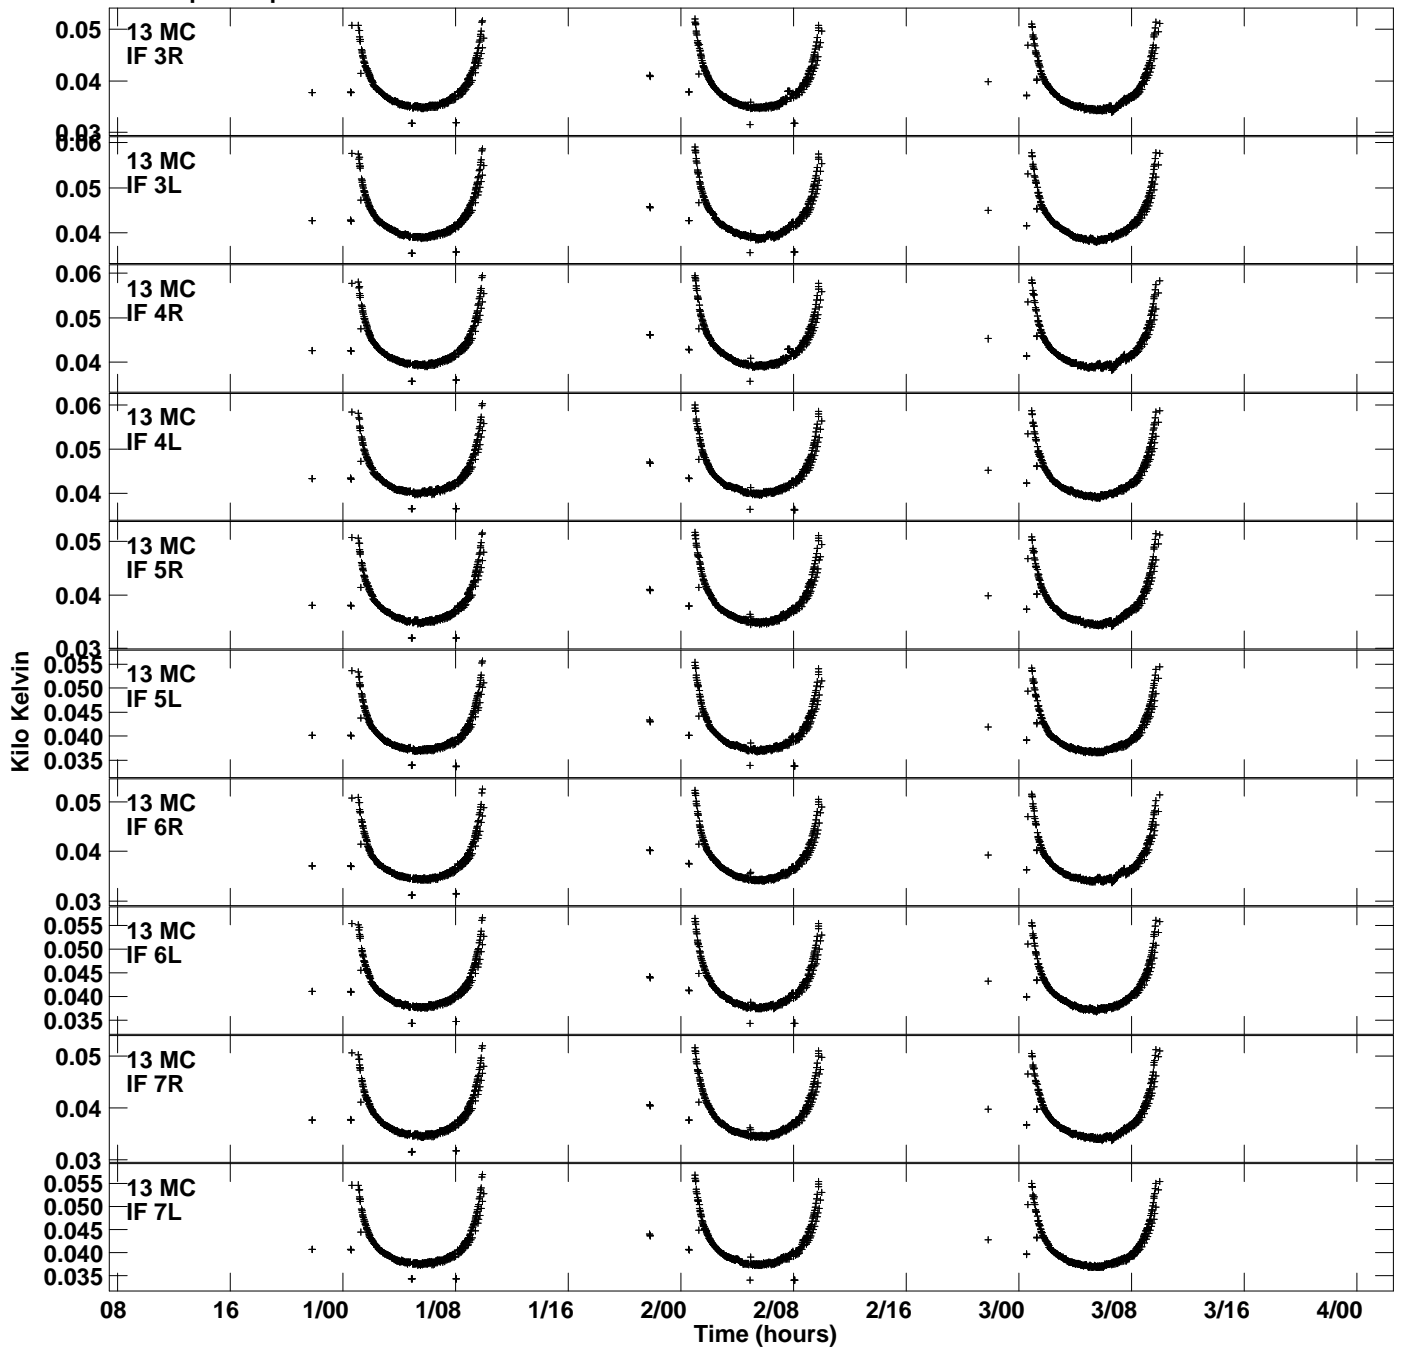 0.05
13 MC
IF 3R
0.04
0.03
0.06
13 MC
IF 3L
0.05
0.04
0.06
13 MC
IF 4R
0.05
0.04
0.06
13 MC
IF 4L
0.05
0.04
0.05
13 MC
IF 5R
0.04
0.03
0.055
13 MC
IF 5L
0.050
0.045
0.040
0.035
Kilo Kelvin
0.05
13 MC
IF 6R
0.04
0.03
0.055
13 MC
IF 6L
0.050
0.045
0.040
0.035
0.05
13 MC
IF 7R
0.04
0.03
0.055
13 MC
IF 7L
0.050
0.045
0.040
0.035
08 16 1/00 1/08 1/16 2/00 2/08 2/16 3/00 3/08 3/16 4/00
Time (hours)